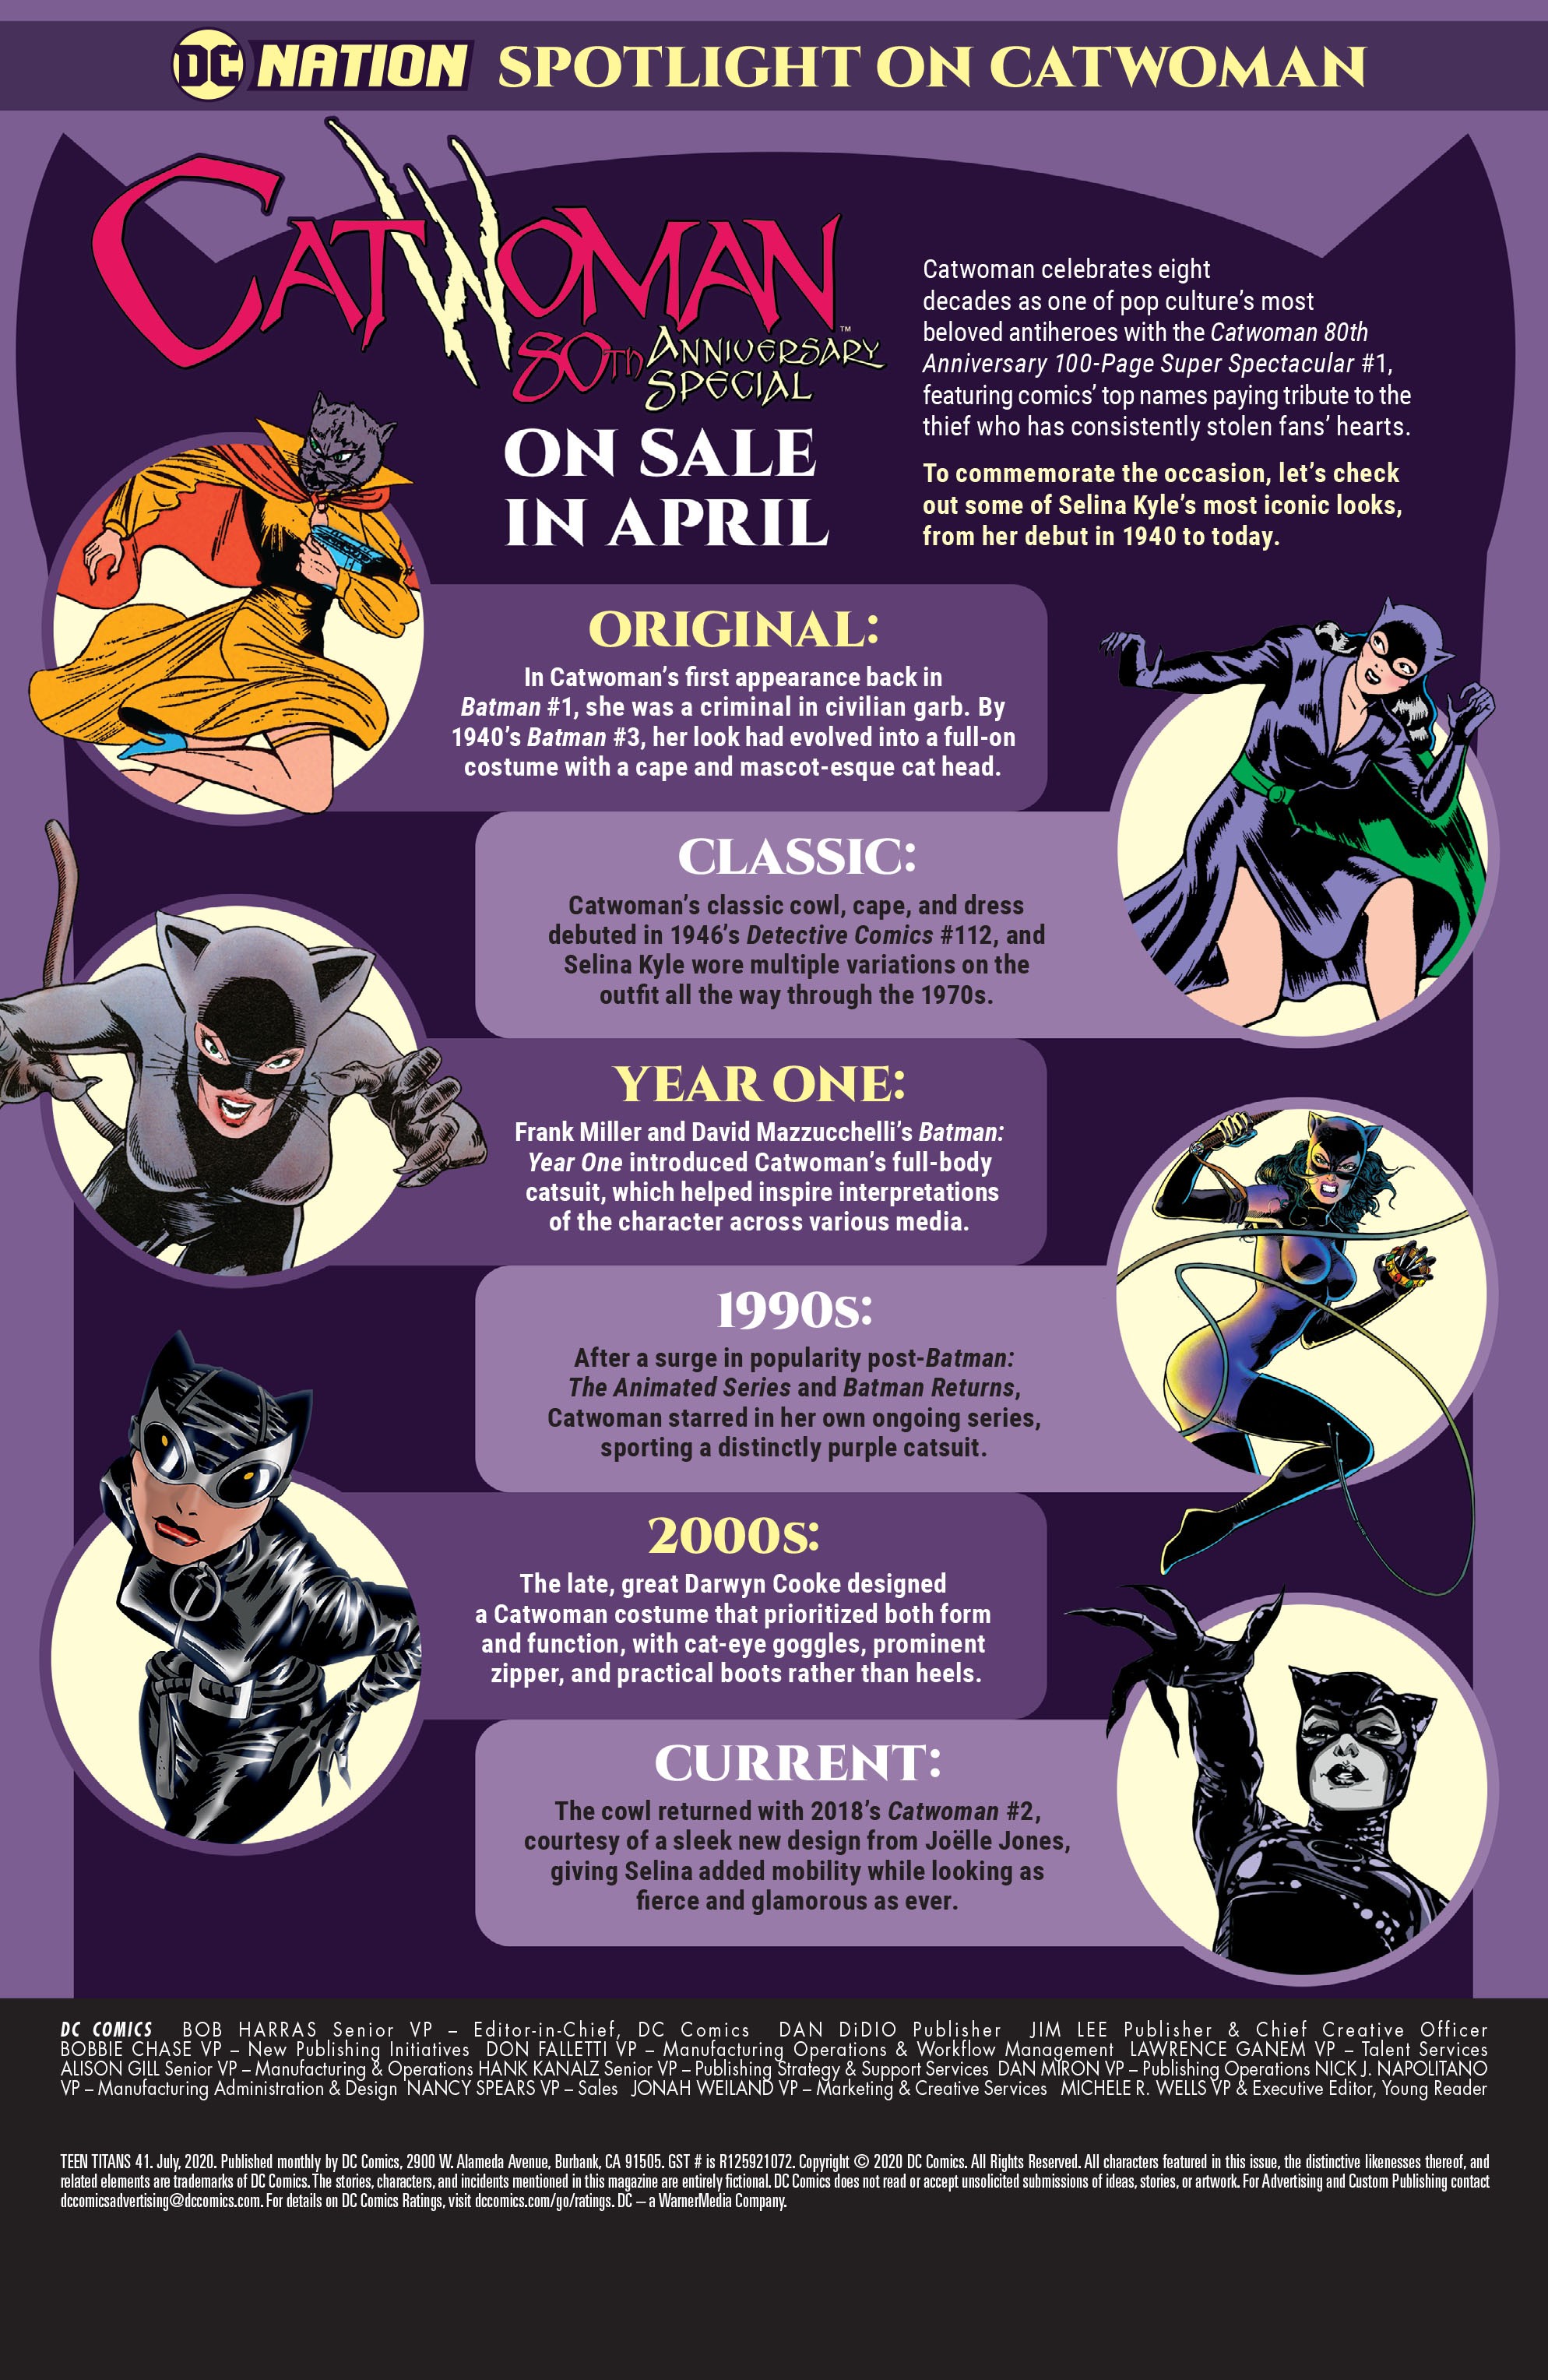 DC NATION SPOTLIGHT ON CATWOMAN
CATWOMAN™
80TH ANNIVERSARY
SPECIAL
ON SALE
IN APRIL
Catwoman celebrates eight
decades as one of pop culture’s most
beloved antiheroes with the Catwoman 80th
Anniversary 100-Page Super Spectacular #1,
featuring comics’ top names paying tribute to the
thief who has consistently stolen fans’ hearts.
To commemorate the occasion, let’s check
out some of Selina Kyle’s most iconic looks,
from her debut in 1940 to today.
ORIGINAL:
In Catwoman’s first appearance back in
Batman #1, she was a criminal in civilian garb. By
1940’s Batman #3, her look had evolved into a full-on
costume with a cape and mascot-esque cat head.
CLASSIC:
Catwoman’s classic cowl, cape, and dress
debuted in 1946’s Detective Comics #112, and
Selina Kyle wore multiple variations on the
outfit all the way through the 1970s.
YEAR ONE:
Frank Miller and David Mazzucchelli’s Batman:
Year One introduced Catwoman’s full-body
catsuit, which helped inspire interpretations
of the character across various media.
1990s:
After a surge in popularity post-Batman:
The Animated Series and Batman Returns,
Catwoman starred in her own ongoing series,
sporting a distinctly purple catsuit.
2000s:
The late, great Darwyn Cooke designed
a Catwoman costume that prioritized both form
and function, with cat-eye goggles, prominent
zipper, and practical boots rather than heels.
CURRENT:
The cowl returned with 2018’s Catwoman #2,
courtesy of a sleek new design from Joëlle Jones,
giving Selina added mobility while looking as
fierce and glamorous as ever.
DC COMICS BOB HARRAS Senior VP – Editor-in-Chief, DC Comics DAN DiDIO Publisher JIM LEE Publisher & Chief Creative Officer
BOBBIE CHASE VP – New Publishing Initiatives DON FALLETTI VP – Manufacturing Operations & Workflow Management LAWRENCE GANEM VP – Talent Services
ALISON GILL Senior VP – Manufacturing & Operations HANK KANALZ Senior VP – Publishing Strategy & Support Services DAN MIRON VP – Publishing Operations NICK J. NAPOLITANO
VP – Manufacturing Administration & Design NANCY SPEARS VP – Sales JONAH WEILAND VP – Marketing & Creative Services MICHELE R. WELLS VP & Executive Editor, Young Reader
TEEN TITANS 41. July, 2020. Published monthly by DC Comics, 2900 W. Alameda Avenue, Burbank, CA 91505. GST # is R125921072. Copyright © 2020 DC Comics. All Rights Reserved. All characters featured in this issue, the distinctive likenesses thereof, and
related elements are trademarks of DC Comics. The stories, characters, and incidents mentioned in this magazine are entirely fictional. DC Comics does not read or accept unsolicited submissions of ideas, stories, or artwork. For Advertising and Custom Publishing contact
dccomicsadvertising@dccomics.com. For details on DC Comics Ratings, visit dccomics.com/go/ratings. DC – a WarnerMedia Company.